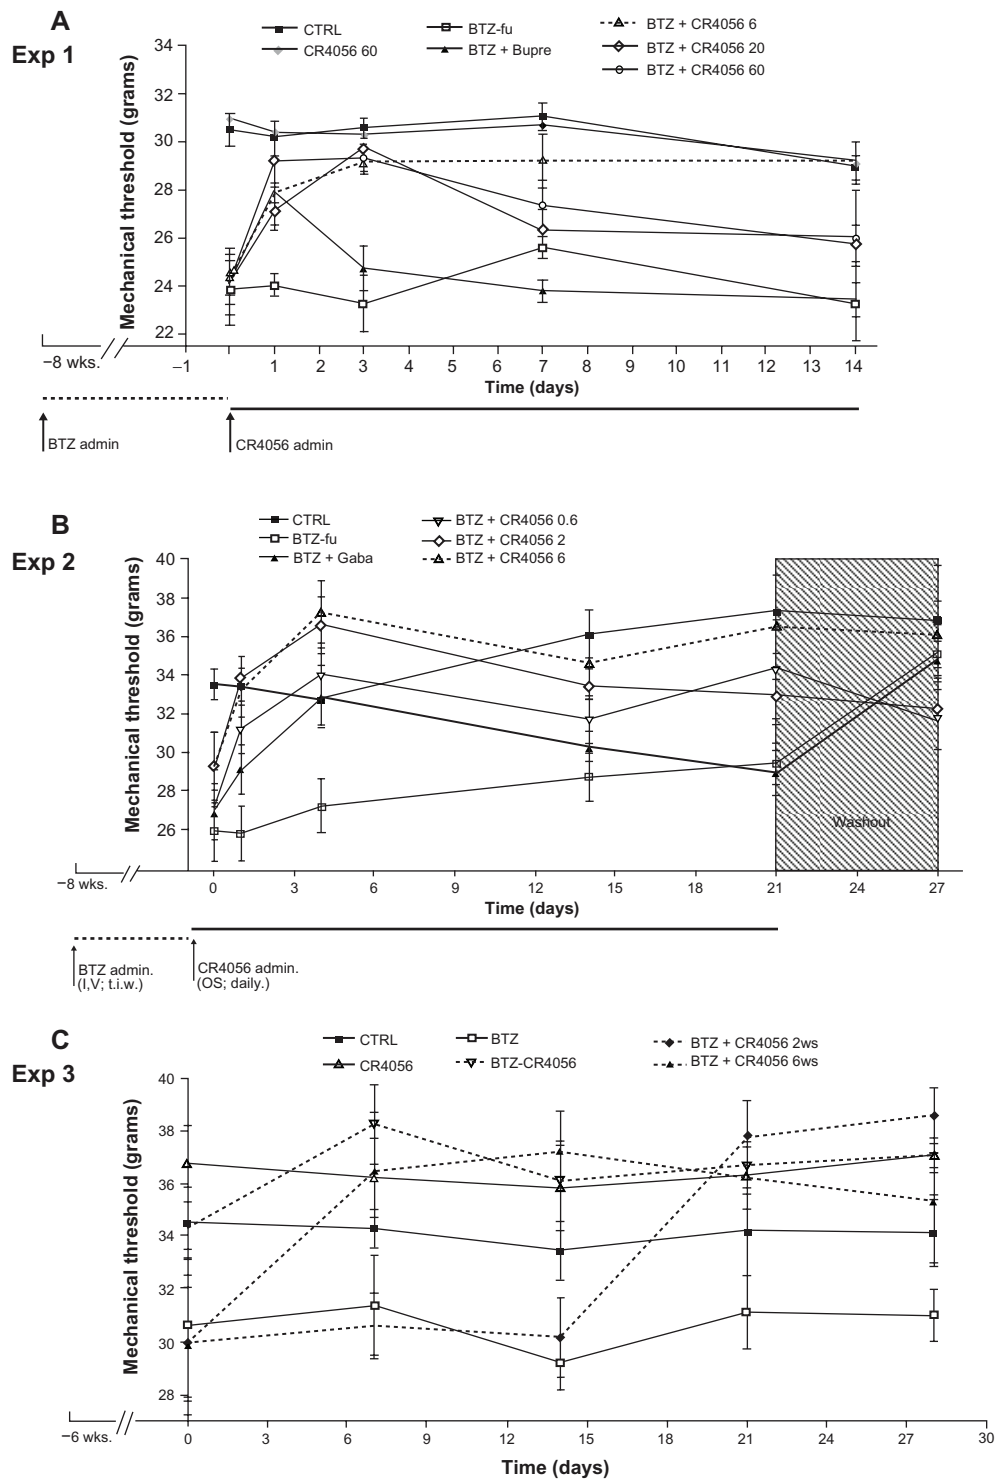 A
Exp 1
CTRL
CR4056 60
BTZ-fu
BTZ + Bupre
BTZ + CR4056 6
BTZ + CR4056 20
BTZ + CR4056 60
Mechanical threshold (grams)
34
32
30
28
26
24
22
−8 wks.
−1 1 2 3 4 5 6 7 8 9 10 11 12 13 14
Time (days)
BTZ admin
CR4056 admin
B
Exp 2
CTRL
BTZ-fu
BTZ + Gaba
BTZ + CR4056 0.6
BTZ + CR4056 2
BTZ + CR4056 6
Mechanical threshold (grams)
40
38
36
34
32
30
28
26
Washout
−8 wks.
0 3 6 9 12 15 18 21 24 27
Time (days)
BTZ admin.
(I,V; t.i.w.)
CR4056 admin.
(OS; daily.)
C
Exp 3
CTRL
CR4056
BTZ
BTZ-CR4056
BTZ + CR4056 2ws
BTZ + CR4056 6ws
Mechanical threshold (grams)
40
38
36
34
32
30
28
−6 wks.
0 3 6 9 12 15 18 21 24 27 30
Time (days)